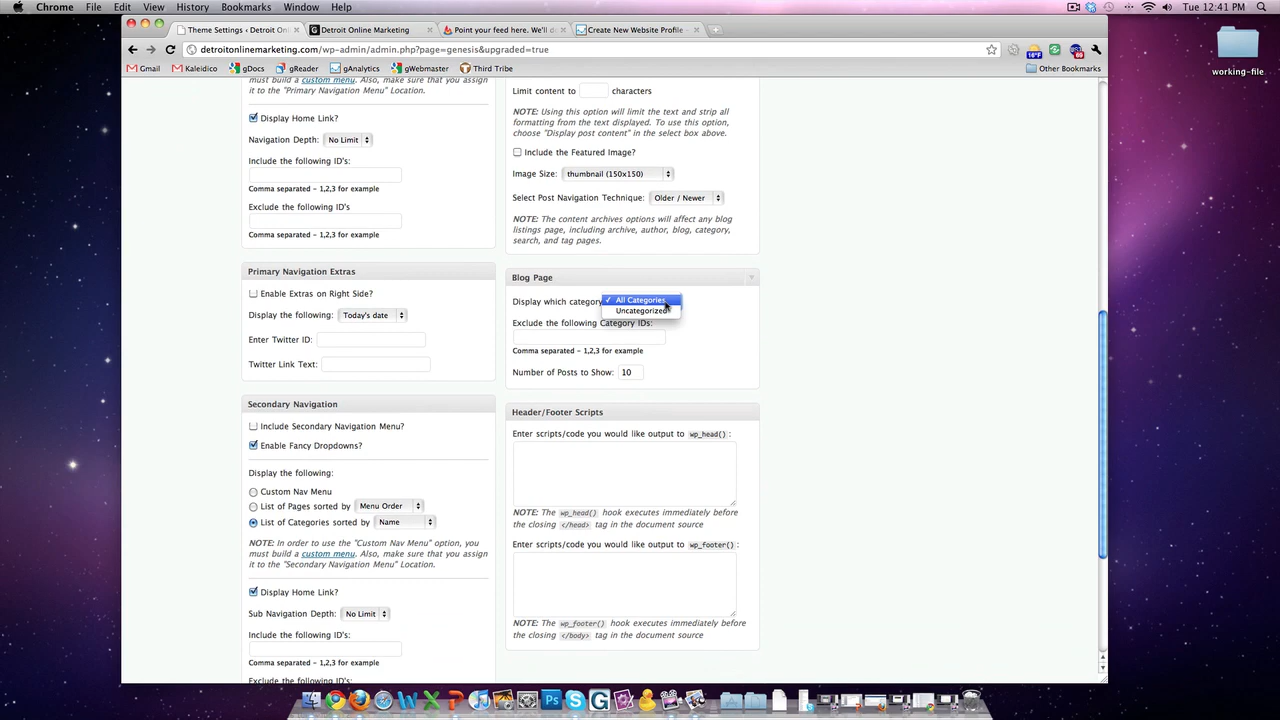 Chrome File Edit View History Bookmarks Window Help
Tue 12:41 PM
Theme Settings ‹ Detroit Onli
Create New Website Profile -
Detroit Online Marketing
Point your feed here. We'll d
detroitonlinemarketing.com/wp-admin/admin.php?page=genesis&upgraded=true
16°F
Gmail Kaleidico gDocs gReader gAnalytics gWebmaster Third Tribe
Other Bookmarks
working-file
must build a custom menu. Also, make sure that you assign
it to the "Primary Navigation Menu" Location.
Display Home Link?
Navigation Depth: No Limit
Include the following ID's:
Comma separated - 1,2,3 for example
Exclude the following ID's
Comma separated - 1,2,3 for example
Primary Navigation Extras
Enable Extras on Right Side?
Display the following: Today's date
Enter Twitter ID:
Twitter Link Text:
Secondary Navigation
Include Secondary Navigation Menu?
Enable Fancy Dropdowns?
Display the following:
Custom Nav Menu
List of Pages sorted by Menu Order
List of Categories sorted by Name
NOTE: In order to use the "Custom Nav Menu" option, you
must build a custom menu. Also, make sure that you assign
it to the "Secondary Navigation Menu" Location.
Display Home Link?
Sub Navigation Depth: No Limit
Include the following ID's:
Comma separated - 1,2,3 for example
Exclude the following ID's:
Limit content to characters
NOTE: Using this option will limit the text and strip all
formatting from the text displayed. To use this option,
choose "Display post content" in the select box above.
Include the Featured Image?
Image Size: thumbnail (150x150)
Select Post Navigation Technique: Older / Newer
NOTE: The content archives options will affect any blog
listings page, including archive, author, blog, category,
search, and tag pages.
Blog Page
Display which category
✓ All Categories
Uncategorized
Exclude the following Category IDs:
Comma separated - 1,2,3 for example
Number of Posts to Show: 10
Header/Footer Scripts
Enter scripts/code you would like output to wp_head():
NOTE: The wp_head() hook executes immediately before
the closing </head> tag in the document source
Enter scripts/code you would like output to wp_footer():
NOTE: The wp_footer() hook executes immediately before
the closing </body> tag in the document source